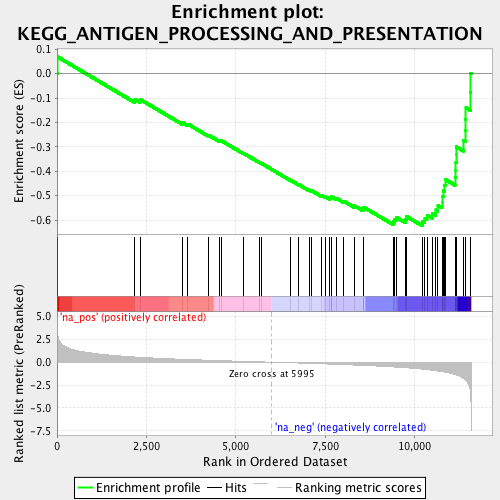 Enrichment plot:
KEGG_ANTIGEN_PROCESSING_AND_PRESENTATION
Enrichment score (ES)
0.1
0.0
-0.1
-0.2
-0.3
-0.4
-0.5
-0.6
'na_pos' (positively correlated)
Ranked list metric (PreRanked)
5.0
2.5
0.0
-2.5
-5.0
-7.5
Zero cross at 5995
'na_neg' (negatively correlated)
0
2,500
5,000
7,500
10,000
Rank in Ordered Dataset
Enrichment profile
Hits
Ranking metric scores